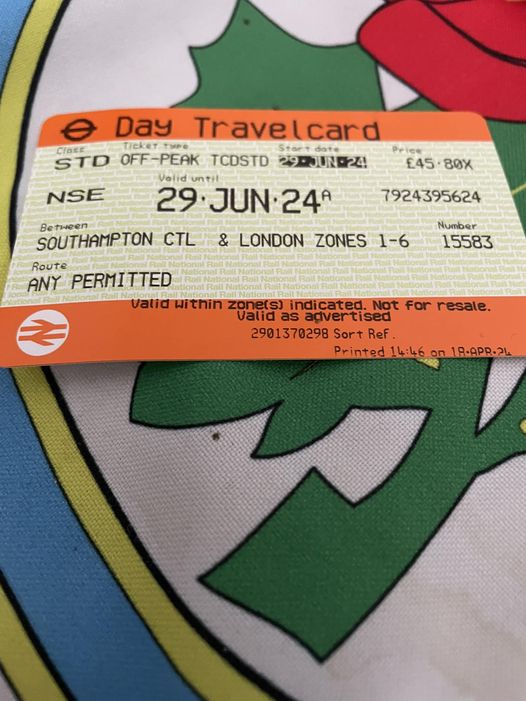 Day Travelcard
Class Ticket type Start date Price
STD OFF-PEAK TCDSTD 29·JUN·24 £45·80X
Valid until
NSE 29·JUN·24A 7924395624
Between Number
SOUTHAMPTON CTL & LONDON ZONES 1-6 15583
Route
ANY PERMITTED
Valid within zone(s) indicated. Not for resale.
Valid as advertised
2901370298 Sort Ref.
Printed 14:46 on 18·APR·24